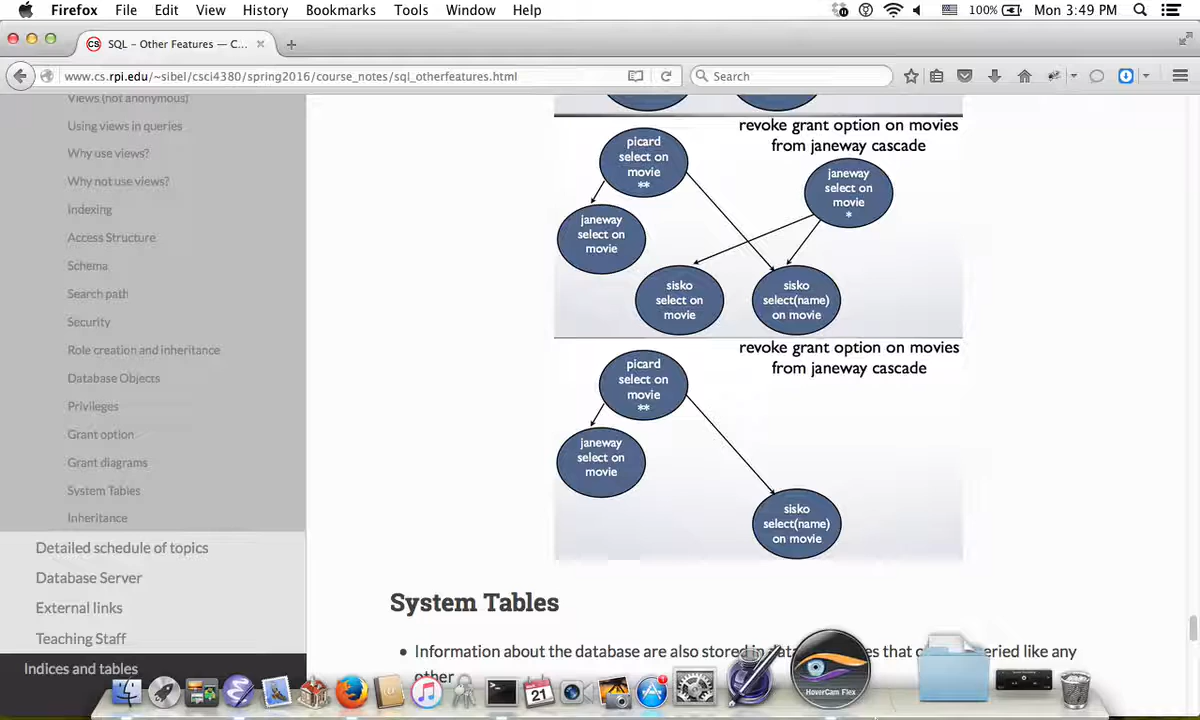 Firefox File Edit View History Bookmarks Tools Window Help 100% Mon 3:49 PM
SQL – Other Features — C...
www.cs.rpi.edu/~sibel/csci4380/spring2016/course_notes/sql_otherfeatures.html Search
Views (not anonymous)
Using views in queries
Why use views?
Why not use views?
Indexing
Access Structure
Schema
Search path
Security
Role creation and inheritance
Database Objects
Privileges
Grant option
Grant diagrams
System Tables
Inheritance
Detailed schedule of topics
Database Server
External links
Teaching Staff
Indices and tables
revoke grant option on movies
from janeway cascade
picard
select on
movie
**
janeway
select on
movie
*
janeway
select on
movie
sisko
select on
movie
sisko
select(name)
on movie
revoke grant option on movies
from janeway cascade
picard
select on
movie
**
janeway
select on
movie
sisko
select(name)
on movie
System Tables
• Information about the database are also stored in
eried like any
other
HoverCam Flex
21